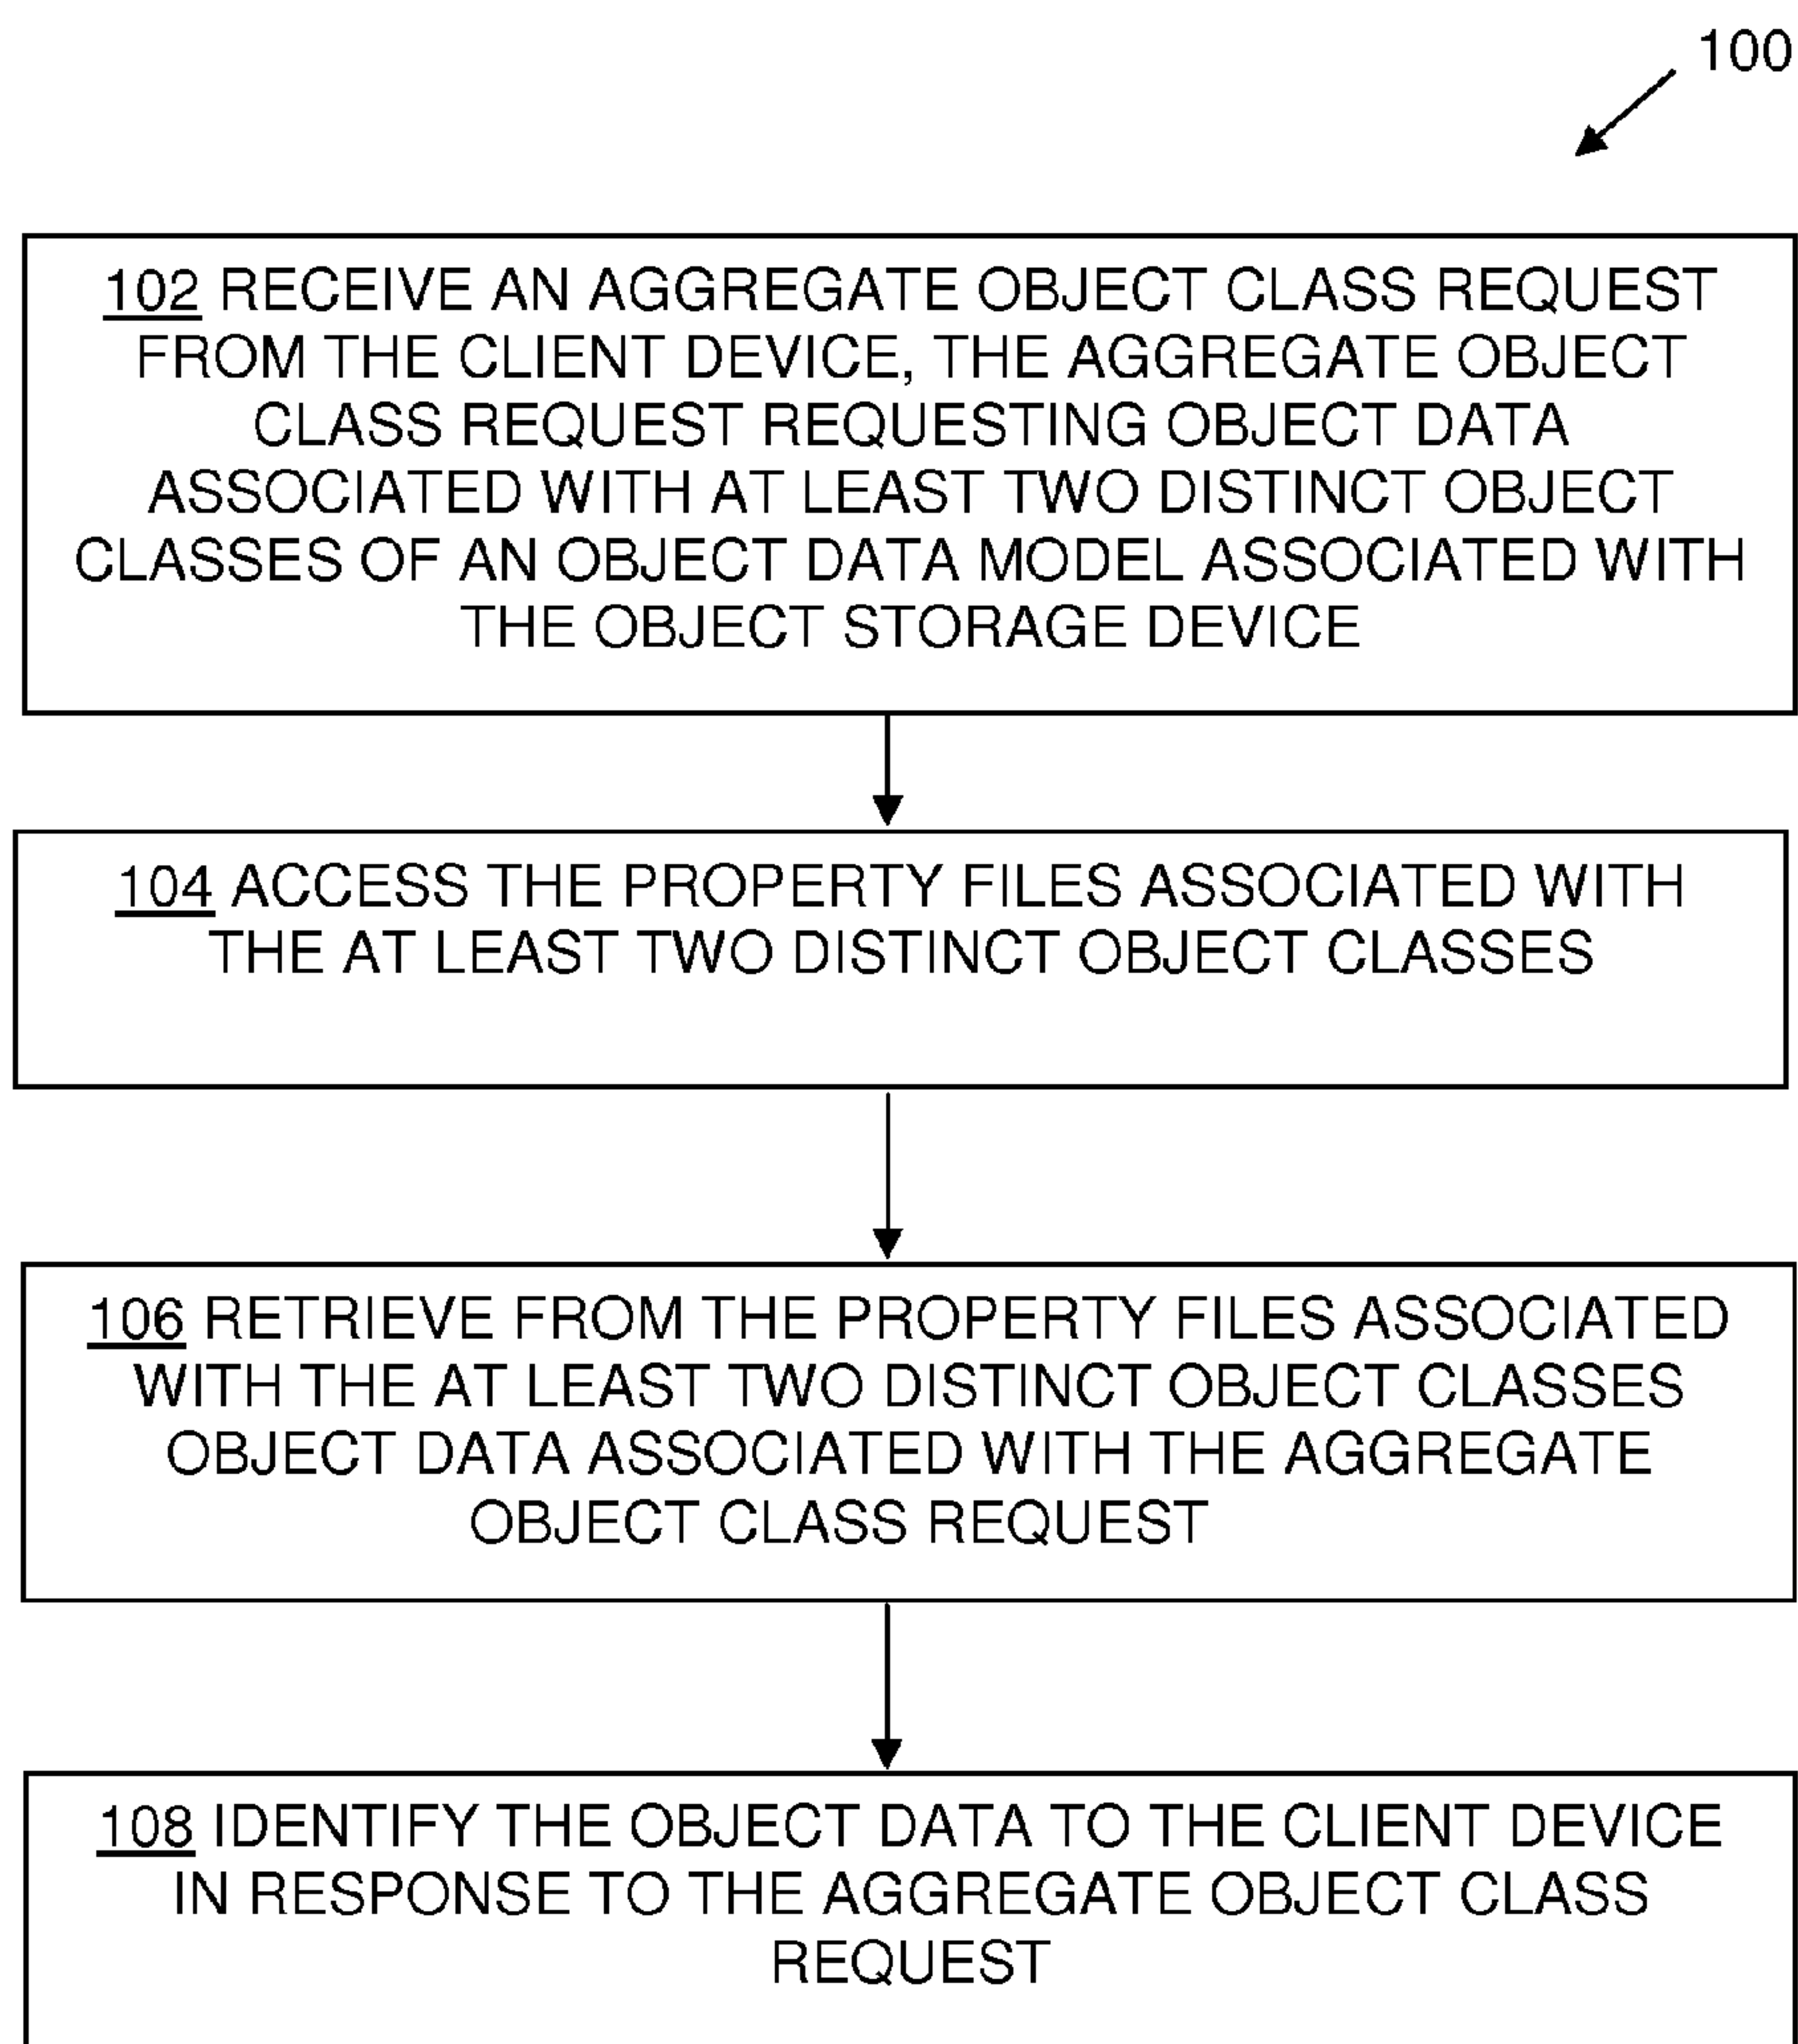 100
102 RECEIVE AN AGGREGATE OBJECT CLASS REQUEST
FROM THE CLIENT DEVICE, THE AGGREGATE OBJECT
CLASS REQUEST REQUESTING OBJECT DATA
ASSOCIATED WITH AT LEAST TWO DISTINCT OBJECT
CLASSES OF AN OBJECT DATA MODEL ASSOCIATED WITH
THE OBJECT STORAGE DEVICE
104 ACCESS THE PROPERTY FILES ASSOCIATED WITH
THE AT LEAST TWO DISTINCT OBJECT CLASSES
106 RETRIEVE FROM THE PROPERTY FILES ASSOCIATED
WITH THE AT LEAST TWO DISTINCT OBJECT CLASSES
OBJECT DATA ASSOCIATED WITH THE AGGREGATE
OBJECT CLASS REQUEST
108 IDENTIFY THE OBJECT DATA TO THE CLIENT DEVICE
IN RESPONSE TO THE AGGREGATE OBJECT CLASS
REQUEST